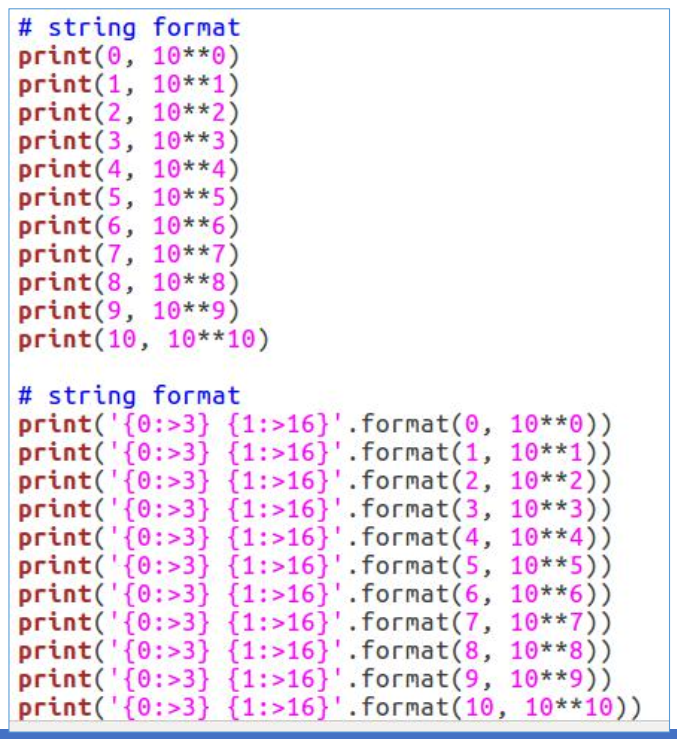 # string format
print(0, 10**0)
print(1, 10**1)
print(2, 10**2)
print(3, 10**3)
print(4, 10**4)
print(5, 10**5)
print(6, 10**6)
print(7, 10**7)
print(8, 10**8)
print(9, 10**9)
print(10, 10**10)

# string format
print('{0:>3} {1:>16}'.format(0, 10**0))
print('{0:>3} {1:>16}'.format(1, 10**1))
print('{0:>3} {1:>16}'.format(2, 10**2))
print('{0:>3} {1:>16}'.format(3, 10**3))
print('{0:>3} {1:>16}'.format(4, 10**4))
print('{0:>3} {1:>16}'.format(5, 10**5))
print('{0:>3} {1:>16}'.format(6, 10**6))
print('{0:>3} {1:>16}'.format(7, 10**7))
print('{0:>3} {1:>16}'.format(8, 10**8))
print('{0:>3} {1:>16}'.format(9, 10**9))
print('{0:>3} {1:>16}'.format(10, 10**10))